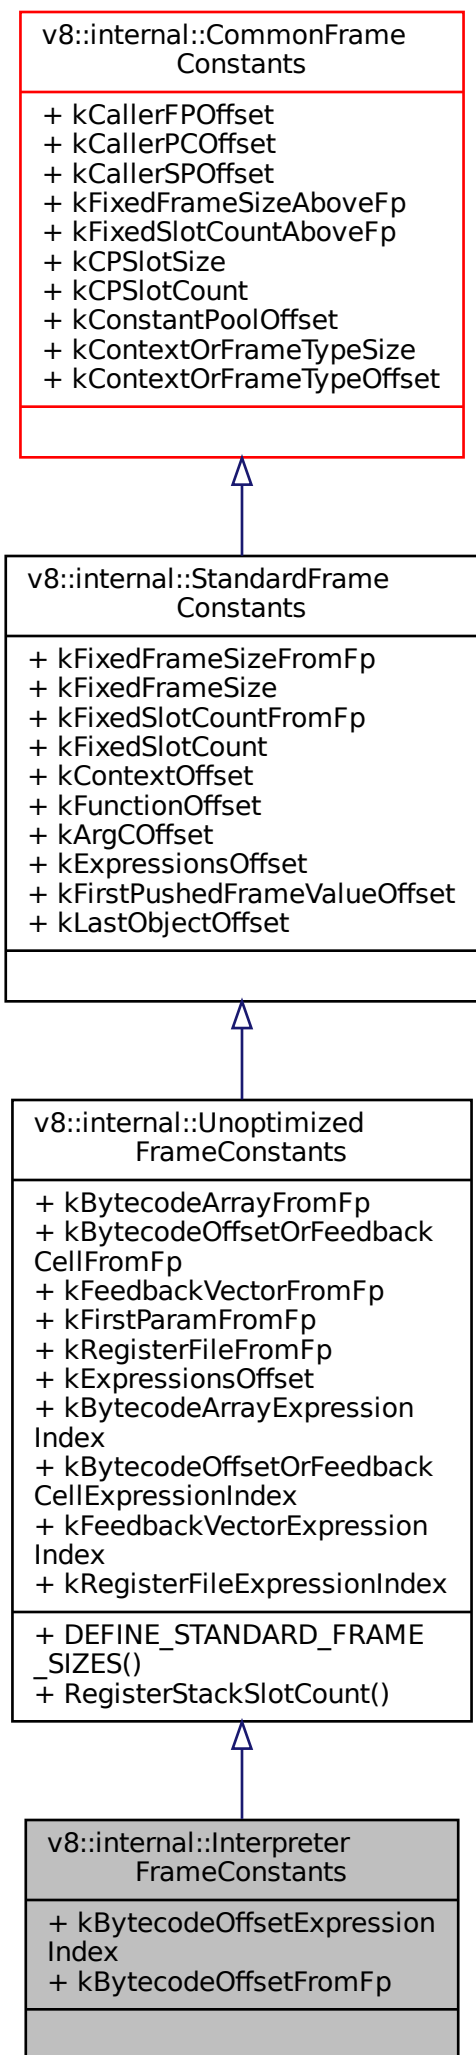 v8::internal::CommonFrame
Constants
+ kCallerFPOffset
+ kCallerPCOffset
+ kCallerSPOffset
+ kFixedFrameSizeAboveFp
+ kFixedSlotCountAboveFp
+ kCPSlotSize
+ kCPSlotCount
+ kConstantPoolOffset
+ kContextOrFrameTypeSize
+ kContextOrFrameTypeOffset
v8::internal::StandardFrame
Constants
+ kFixedFrameSizeFromFp
+ kFixedFrameSize
+ kFixedSlotCountFromFp
+ kFixedSlotCount
+ kContextOffset
+ kFunctionOffset
+ kArgCOffset
+ kExpressionsOffset
+ kFirstPushedFrameValueOffset
+ kLastObjectOffset
v8::internal::Unoptimized
FrameConstants
+ kBytecodeArrayFromFp
+ kBytecodeOffsetOrFeedback
CellFromFp
+ kFeedbackVectorFromFp
+ kFirstParamFromFp
+ kRegisterFileFromFp
+ kExpressionsOffset
+ kBytecodeArrayExpression
Index
+ kBytecodeOffsetOrFeedback
CellExpressionIndex
+ kFeedbackVectorExpression
Index
+ kRegisterFileExpressionIndex
+ DEFINE_STANDARD_FRAME
_SIZES()
+ RegisterStackSlotCount()
v8::internal::Interpreter
FrameConstants
+ kBytecodeOffsetExpression
Index
+ kBytecodeOffsetFromFp